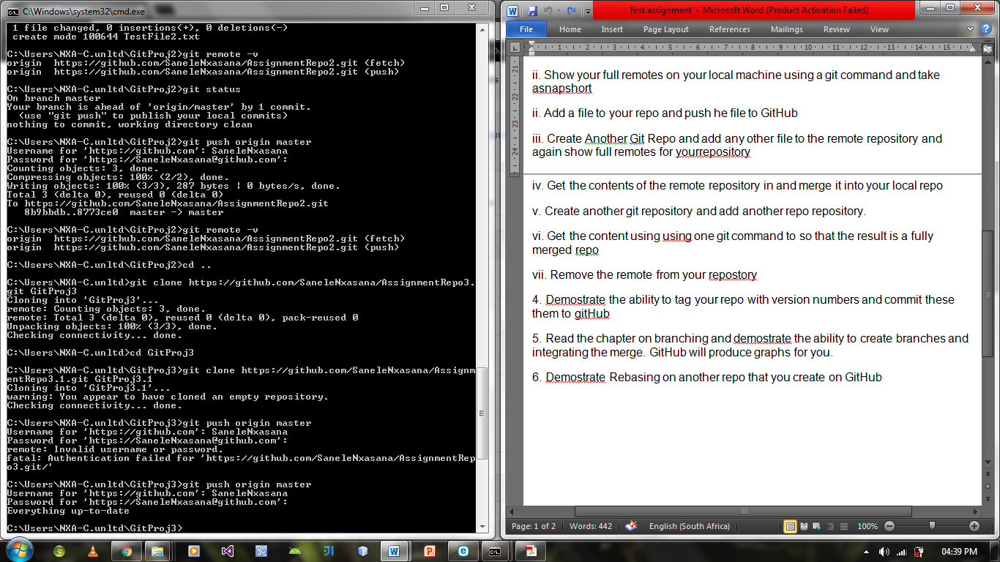 C:\Windows\system32\cmd.exe
1 file changed, 0 insertions(+), 0 deletions(-)
create mode 100644 TestFile2.txt
C:\Users\NXA-C.unltd\GitProj2>git remote -v
origin  https://github.com/SaneleNxasana/AssignmentRepo2.git (fetch)
origin  https://github.com/SaneleNxasana/AssignmentRepo2.git (push)
C:\Users\NXA-C.unltd\GitProj2>git status
On branch master
Your branch is ahead of 'origin/master' by 1 commit.
  (use "git push" to publish your local commits)
nothing to commit, working directory clean
C:\Users\NXA-C.unltd\GitProj2>git push origin master
Username for 'https://github.com': SaneleNxasana
Password for 'https://SaneleNxasana@github.com':
Counting objects: 3, done.
Compressing objects: 100% (2/2), done.
Writing objects: 100% (3/3), 287 bytes | 0 bytes/s, done.
Total 3 (delta 0), reused 0 (delta 0)
To https://github.com/SaneleNxasana/AssignmentRepo2.git
   8b9bbdb..8773ce0  master -> master
C:\Users\NXA-C.unltd\GitProj2>git remote -v
origin  https://github.com/SaneleNxasana/AssignmentRepo2.git (fetch)
origin  https://github.com/SaneleNxasana/AssignmentRepo2.git (push)
C:\Users\NXA-C.unltd\GitProj2>cd ..
C:\Users\NXA-C.unltd>git clone https://github.com/SaneleNxasana/AssignmentRepo3.
git GitProj3
Cloning into 'GitProj3'...
remote: Counting objects: 3, done.
remote: Total 3 (delta 0), reused 0 (delta 0), pack-reused 0
Unpacking objects: 100% (3/3), done.
Checking connectivity... done.
C:\Users\NXA-C.unltd>cd GitProj3
C:\Users\NXA-C.unltd\GitProj3>git clone https://github.com/SaneleNxasana/Assignm
entRepo3.1.git GitProj3.1
Cloning into 'GitProj3.1'...
warning: You appear to have cloned an empty repository.
Checking connectivity... done.
C:\Users\NXA-C.unltd\GitProj3>git push origin master
Username for 'https://github.com': SaneleNxasana
Password for 'https://SaneleNxasana@github.com':
remote: Invalid username or password.
fatal: Authentication failed for 'https://github.com/SaneleNxasana/AssignmentRep
o3.git/'
C:\Users\NXA-C.unltd\GitProj3>git push origin master
Username for 'https://github.com': SaneleNxasana
Password for 'https://SaneleNxasana@github.com':
Everything up-to-date
C:\Users\NXA-C.unltd\GitProj3>
first assignment - Microsoft Word (Product Activation Failed)
File Home Insert Page Layout References Mailings Review View
1 2 3 4 5 6 7 8 9 10 11 12 13 14 15
21
22
23
24
ii. Show your full remotes on your local machine using a git command and take
asnapshort
ii. Add a file to your repo and push he file to GitHub
iii. Create Another Git Repo and add any other file to the remote repository and
again show full remotes for yourrepository
iv. Get the contents of the remote repository in and merge it into your local repo
v. Create another git repository and add another repo repository.
vi. Get the content using using one git command to so that the result is a fully
merged repo
vii. Remove the remote from your repostory
4. Demostrate the ability to tag your repo with version numbers and commit these
them to gitHub
5. Read the chapter on branching and demostrate the ability to create branches and
integrating the merge. GitHub will produce graphs for you.
6. Demostrate Rebasing on another repo that you create on GitHub
Page: 1 of 2 Words: 442 English (South Africa) 100%
04:39 PM